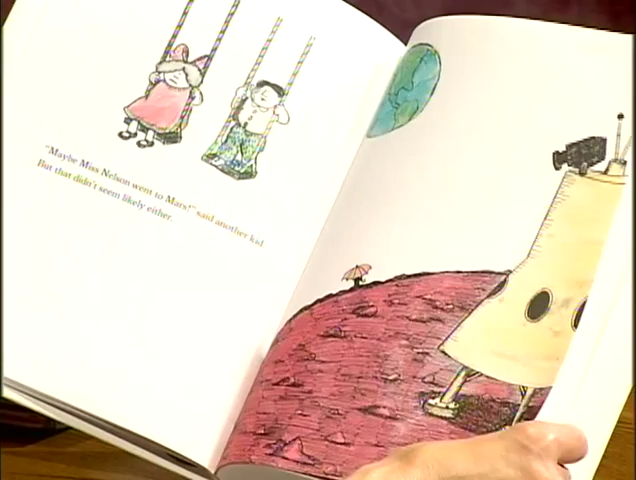 "Maybe Miss Nelson went to Mars!" said another kid.
But that didn't seem likely either.